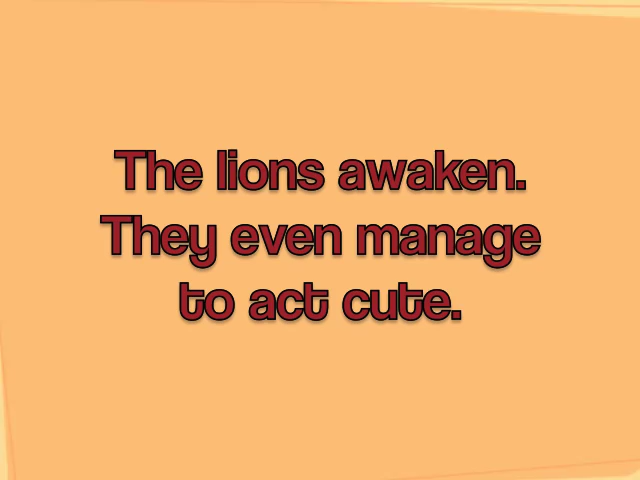 The lions awaken.
They even manage
to act cute.